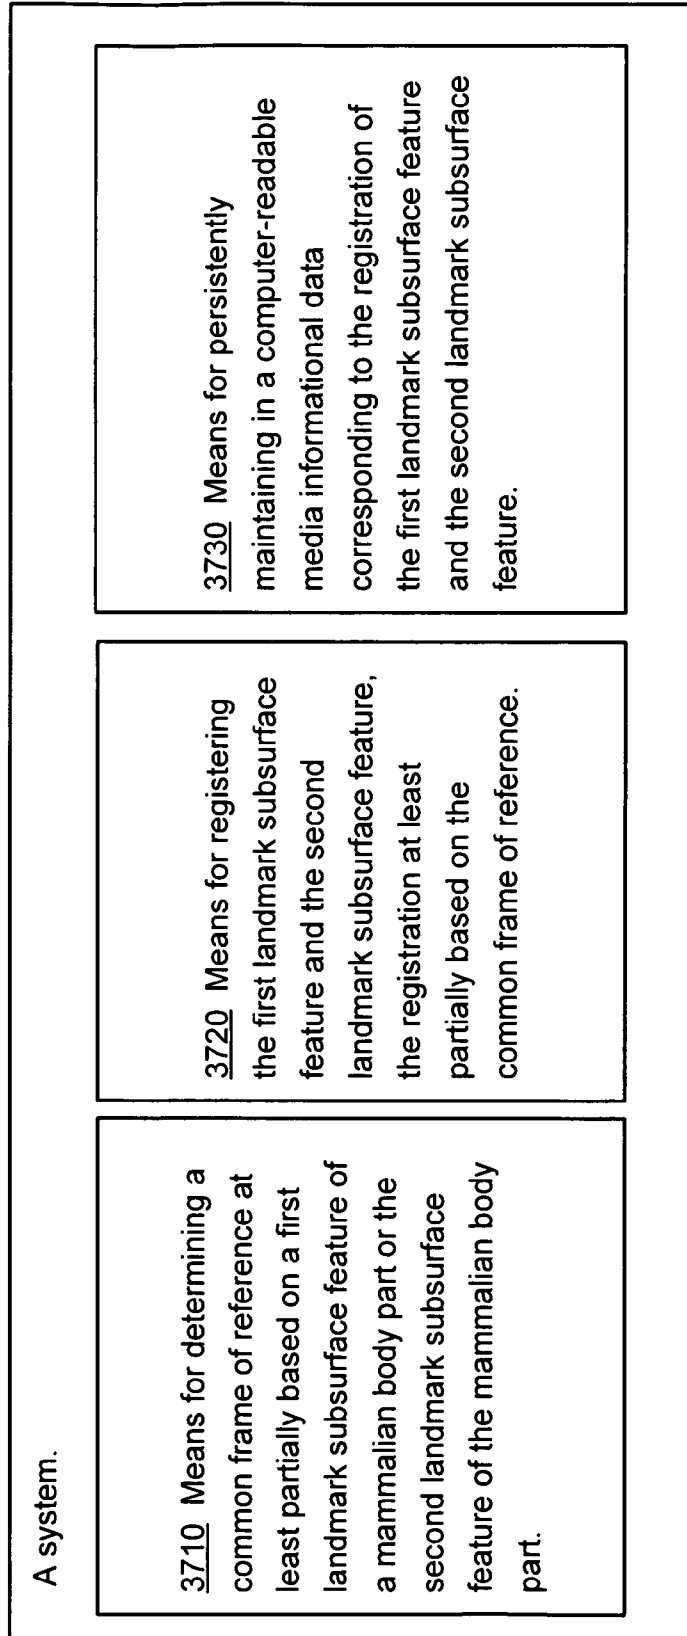 A system.
3710 Means for determining a
common frame of reference at
least partially based on a first
landmark subsurface feature of
a mammalian body part or the
second landmark subsurface
feature of the mammalian body
part.
3720 Means for registering
the first landmark subsurface
feature and the second
landmark subsurface feature,
the registration at least
partially based on the
common frame of reference.
3730 Means for persistently
maintaining in a computer-readable
media informational data
corresponding to the registration of
the first landmark subsurface feature
and the second landmark subsurface
feature.